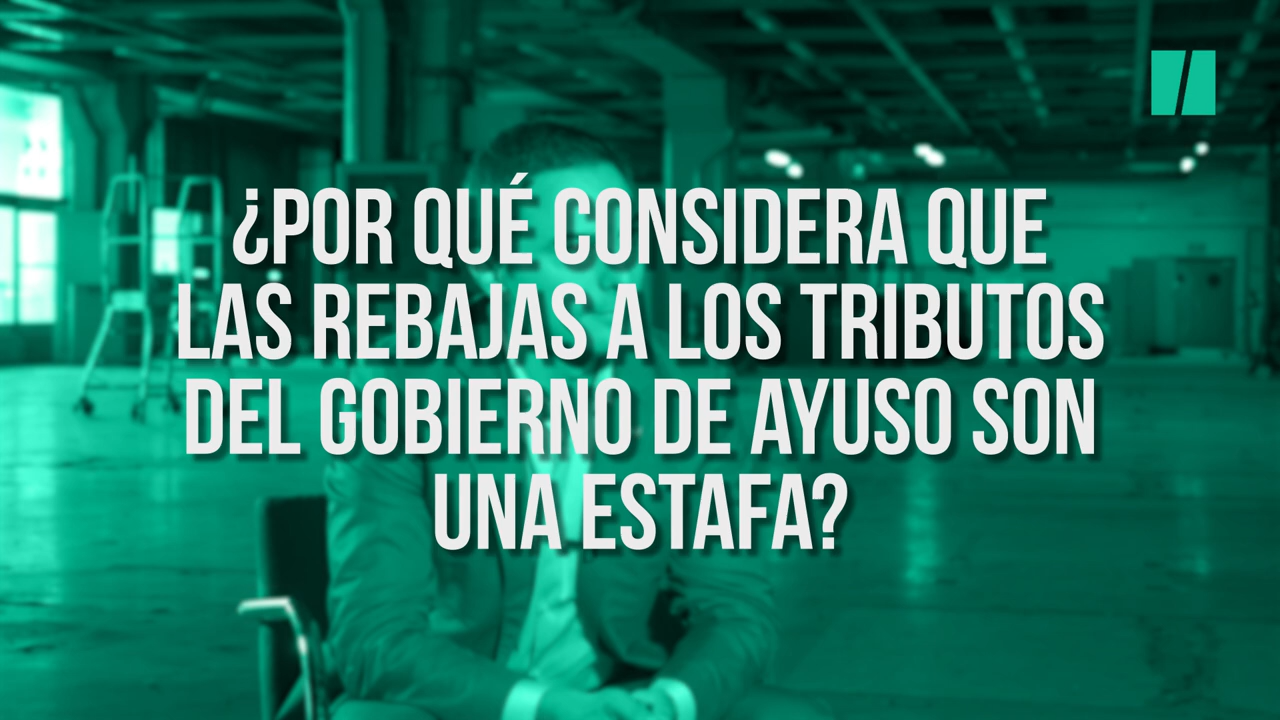 ¿POR QUÉ CONSIDERA QUE
LAS REBAJAS A LOS TRIBUTOS
DEL GOBIERNO DE AYUSO SON
UNA ESTAFA?